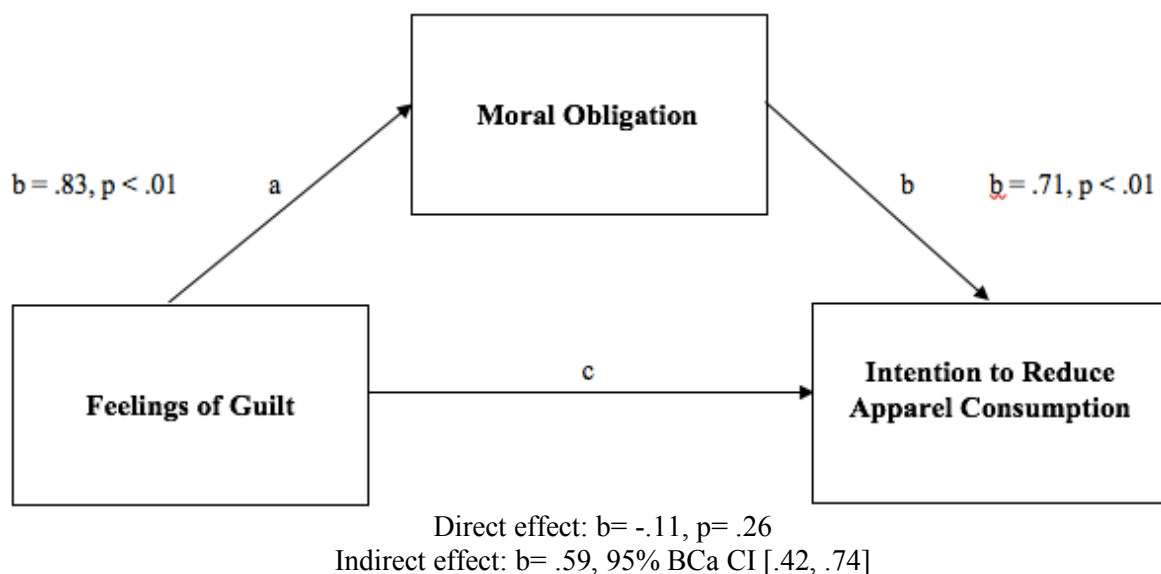 Moral Obligation
b = .83, p < .01
a
b
b = .71, p < .01
c
Feelings of Guilt
Intention to Reduce
Apparel Consumption
Direct effect: b= -.11, p= .26
Indirect effect: b= .59, 95% BCa CI [.42, .74]